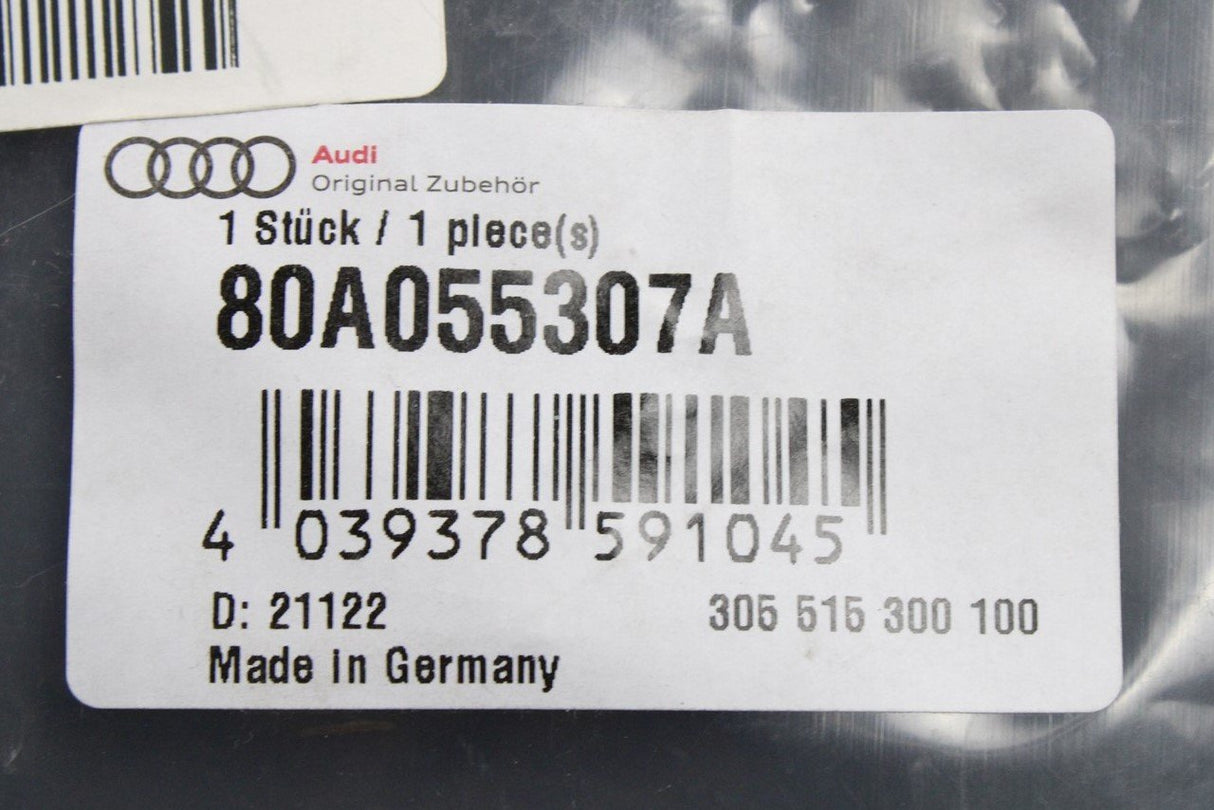 Audi
Original Zubehör
1 Stück / 1 piece(s)
80A055307A
4 039378 591045
D: 21122 305 515 300 100
Made in Germany